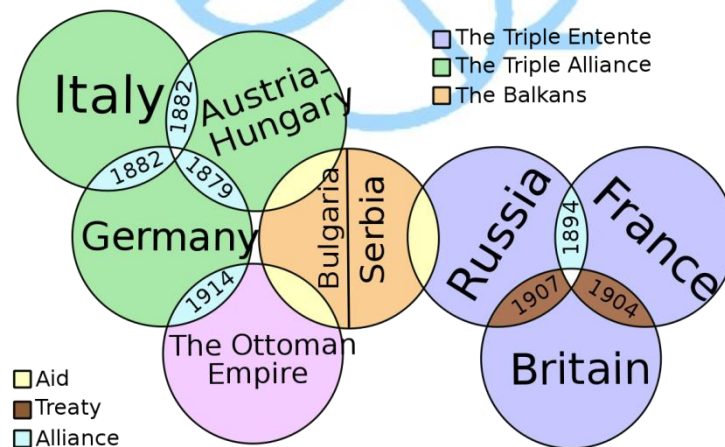 The Triple Entente
The Triple Alliance
The Balkans
Italy
1882
Austria-
Hungary
1882
1879
Germany
Bulgaria
Serbia
Russia
1894
France
1914
1907
1904
The Ottoman
Empire
Britain
Aid
Treaty
Alliance